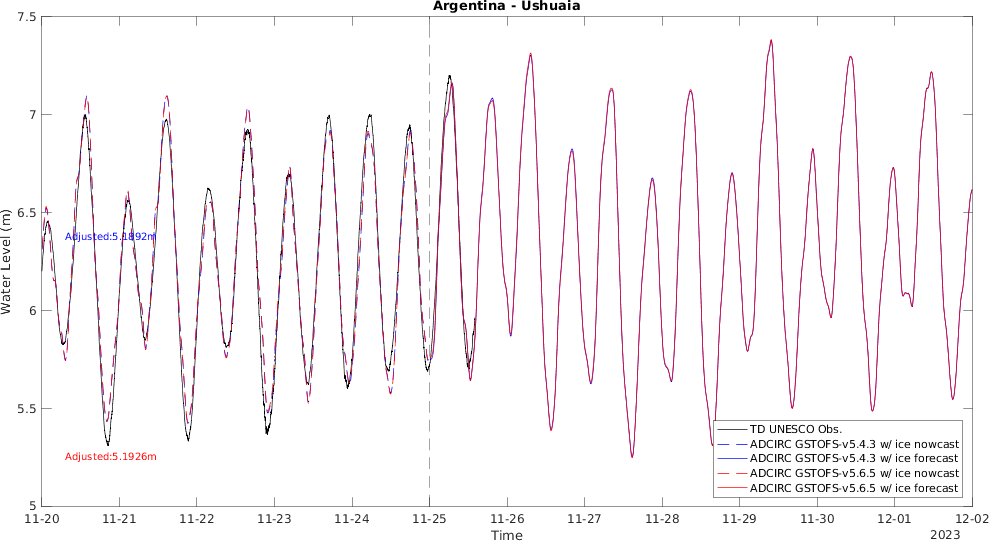 Argentina - Ushuaia
7.5
7
6.5
6
5.5
5
Water Level (m)
Adjusted:5.1892m
Adjusted:5.1926m
TD UNESCO Obs.
ADCIRC GSTOFS-v5.4.3 w/ ice nowcast
ADCIRC GSTOFS-v5.4.3 w/ ice forecast
ADCIRC GSTOFS-v5.6.5 w/ ice nowcast
ADCIRC GSTOFS-v5.6.5 w/ ice forecast
11-20 11-21 11-22 11-23 11-24 11-25 11-26 11-27 11-28 11-29 11-30 12-01 12-02
Time
2023